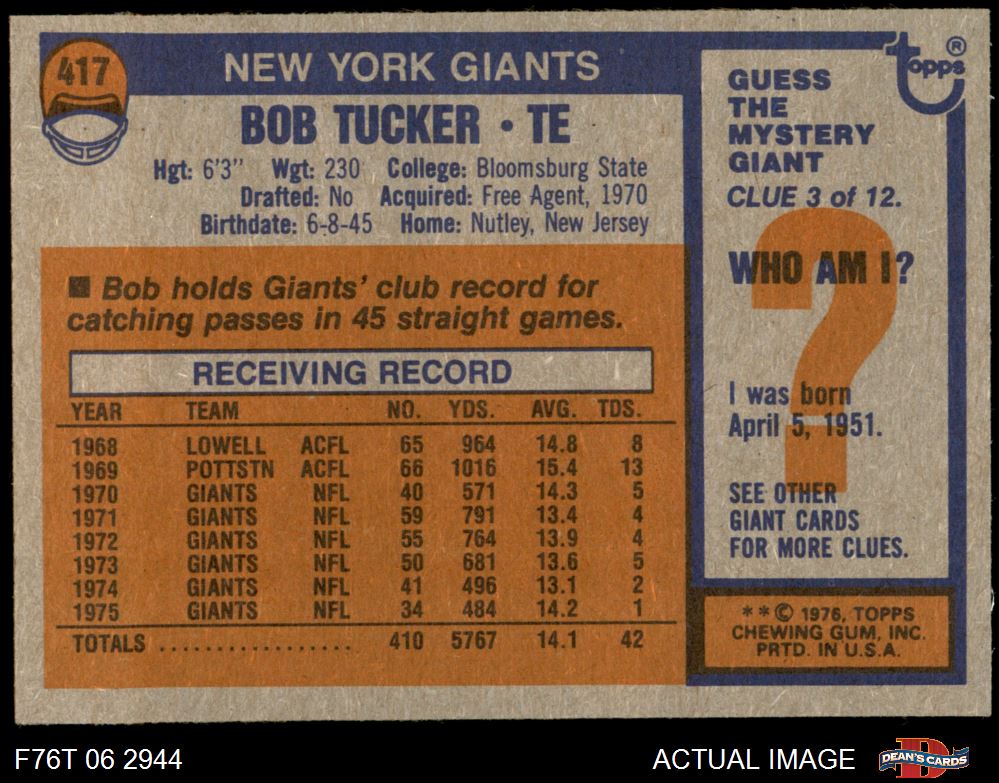 417
NEW YORK GIANTS
BOB TUCKER • TE
Hgt: 6'3" Wgt: 230 College: Bloomsburg State
Drafted: No Acquired: Free Agent, 1970
Birthdate: 6-8-45 Home: Nutley, New Jersey
■ Bob holds Giants' club record for
catching passes in 45 straight games.
RECEIVING RECORD
YEAR TEAM NO. YDS. AVG. TDS.
1968 LOWELL ACFL 65 964 14.8 8
1969 POTTSTN ACFL 66 1016 15.4 13
1970 GIANTS NFL 40 571 14.3 5
1971 GIANTS NFL 59 791 13.4 4
1972 GIANTS NFL 55 764 13.9 4
1973 GIANTS NFL 50 681 13.6 5
1974 GIANTS NFL 41 496 13.1 2
1975 GIANTS NFL 34 484 14.2 1
TOTALS ................. 410 5767 14.1 42
topps ®
GUESS
THE
MYSTERY
GIANT
CLUE 3 of 12.
?
WHO AM I?
I was born
April 5, 1951.
SEE OTHER
GIANT CARDS
FOR MORE CLUES.
* * © 1976, TOPPS
CHEWING GUM, INC.
PRTD. IN U.S.A.
F76T 06 2944
ACTUAL IMAGE
D
DEAN'S CARDS